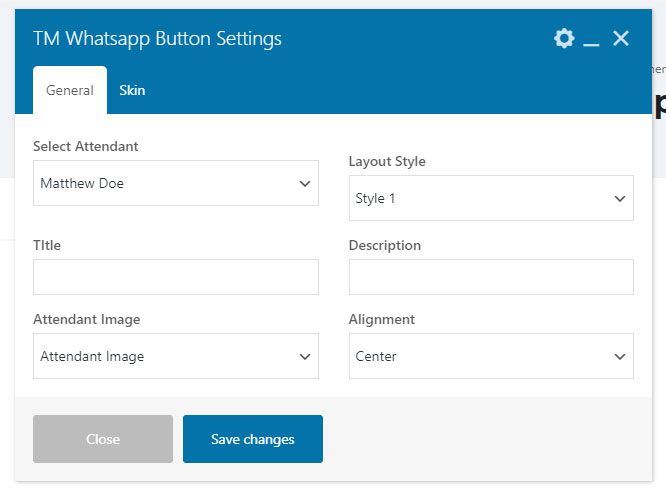 TM Whatsapp Button Settings
General
Skin
Select Attendant
Matthew Doe
Layout Style
Style 1
TItle
Description
Attendant Image
Attendant Image
Alignment
Center
Close
Save changes